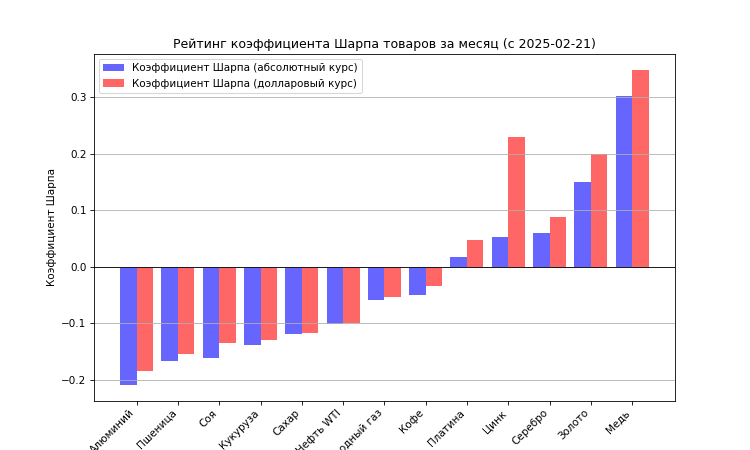 Рейтинг коэффициента Шарпа товаров за месяц (с 2025-02-21)
Коэффициент Шарпа (абсолютный курс)
Коэффициент Шарпа (долларовый курс)
Коэффициент Шарпа
0.3
0.2
0.1
0.0
−0.1
−0.2
Алюминий
Пшеница
Соя
Кукуруза
Сахар
Нефть WTI
одный газ
Кофе
Платина
Цинк
Серебро
Золото
Медь